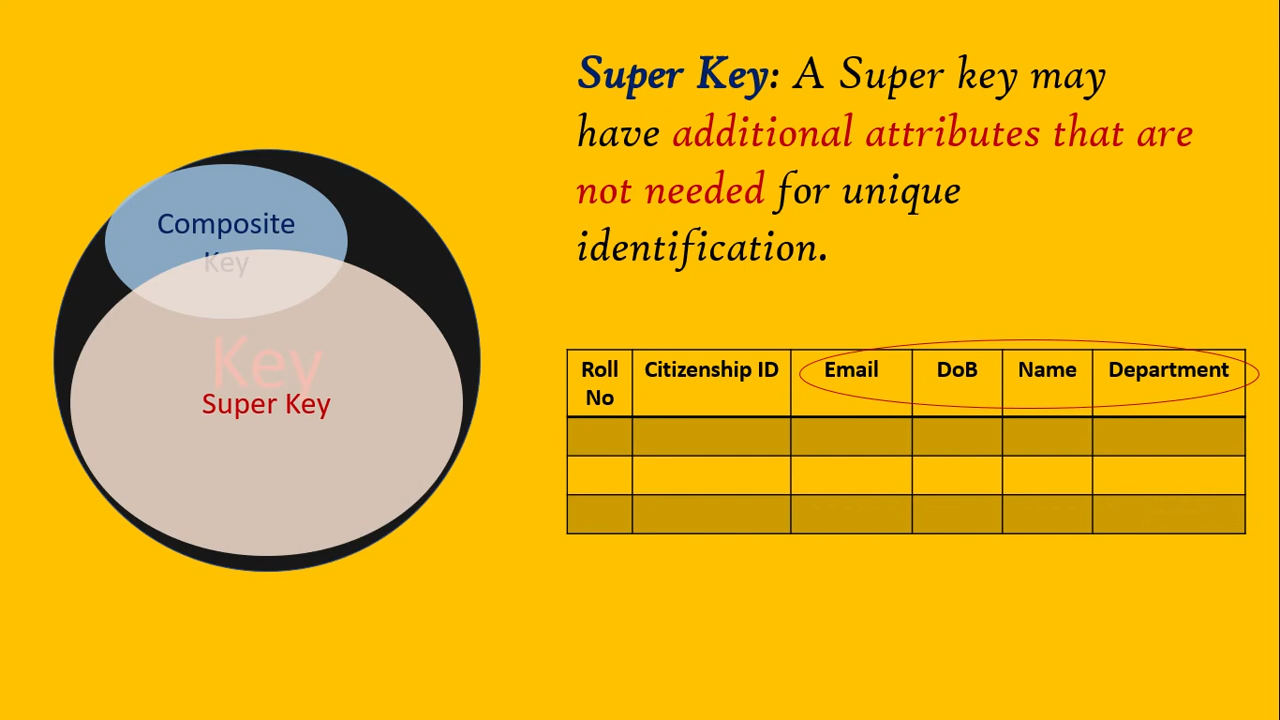 Super Key: A Super key may
have additional attributes that are
not needed for unique
identification.
Composite
Key
Key
Super Key
Roll No
Citizenship ID
Email
DoB
Name
Department